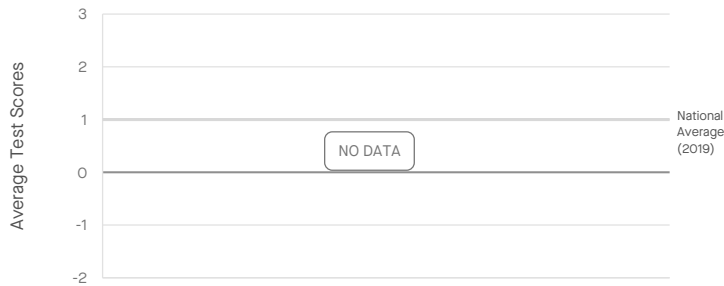 Average Test Scores
3
2
1
0
-1
-2
NO DATA
National
Average
(2019)